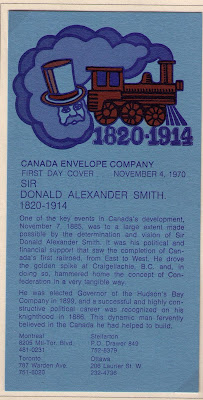 1820-1914
CANADA ENVELOPE COMPANY
FIRST DAY COVER NOVEMBER 4, 1970
SIR
DONALD ALEXANDER SMITH
1820-1914
One of the key events in Canada's development,
November 7, 1885, was to a large extent made
possible by the determination and vision of Sir
Donald Alexander Smith. It was his political and
financial support that saw the completion of Can-
ada's first railroad, from East to West. He drove
the golden spike at Craigellachie, B.C. and, in
doing so, hammered home the concept of Con-
federation in a very tangible way.
He was elected Governor of the Hudson's Bay
Company in 1889, and a successful and highly con-
structive political career was recognized on his
knighthood in 1886. This dynamic man fervently
believed in the Canada he had helped to build.
Montreal
Stellarton
P.O. Drawer 849
Toronto
Ottawa
797 Warden Ave.